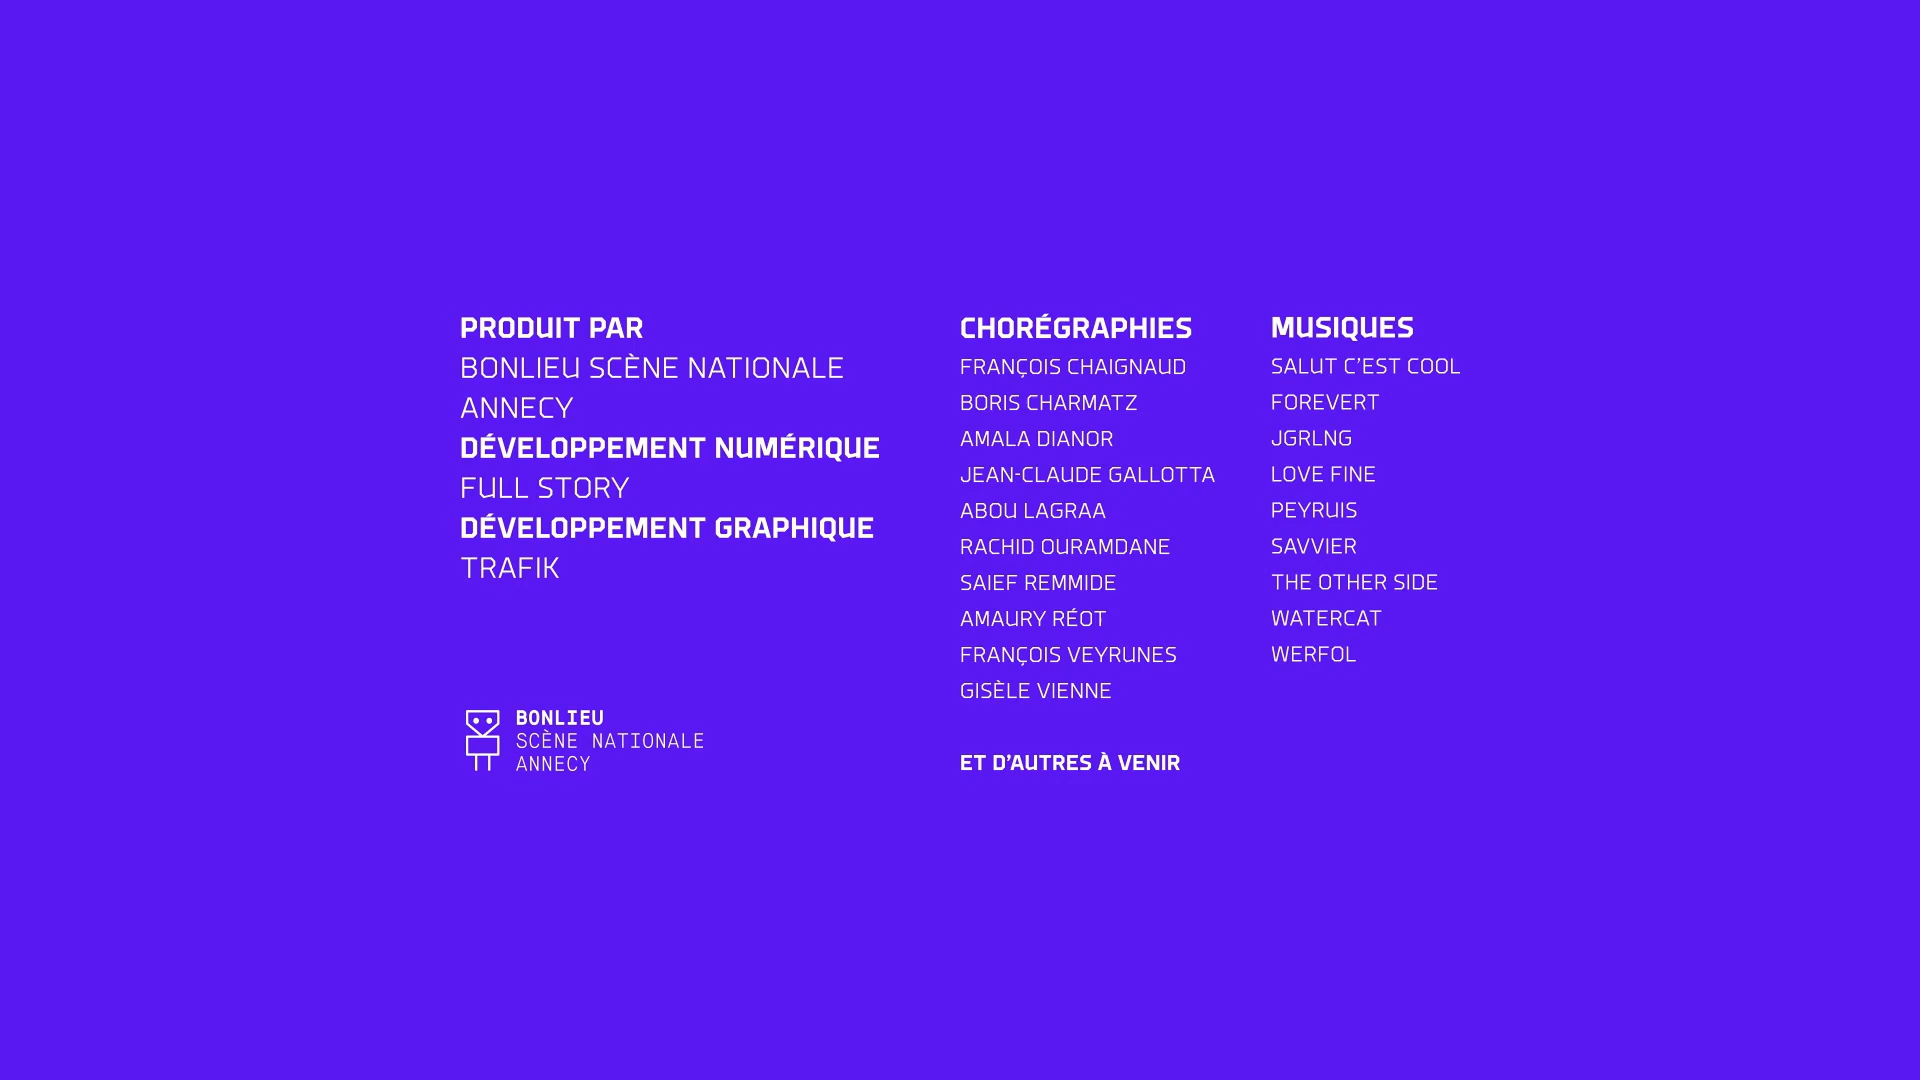 PRODUIT PAR
BONLIEU SCÈNE NATIONALE
ANNECY
DÉVELOPPEMENT NUMÉRIQUE
FULL STORY
DÉVELOPPEMENT GRAPHIQUE
TRAFIK
BONLIEU
SCÈNE NATIONALE
ANNECY
CHORÉGRAPHIES
FRANÇOIS CHAIGNAUD
BORIS CHARMATZ
AMALA DIANOR
JEAN-CLAUDE GALLOTTA
ABOU LAGRAA
RACHID OURAMDANE
SAIEF REMMIDE
AMAURY RÉOT
FRANÇOIS VEYRUNES
GISÈLE VIENNE
ET D’AUTRES À VENIR
MUSIQUES
SALUT C’EST COOL
FOREVERT
JGRLNG
LOVE FINE
PEYRUIS
SAVVIER
THE OTHER SIDE
WATERCAT
WERFOL